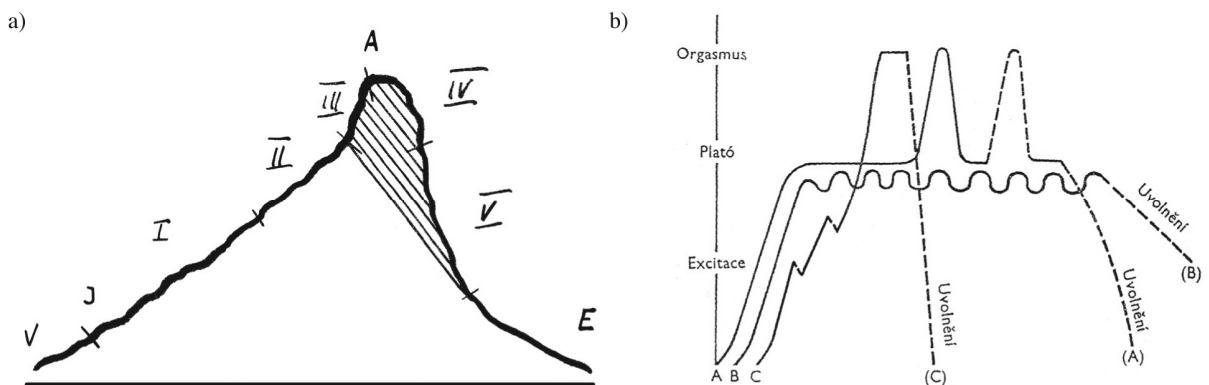 a)
A
III
IV
II
V
I
J
V
E
b)
Orgasmus
Plató
Excitace
Uvolnění
Uvolnění
Uvolnění
(B)
(A)
(C)
A B C